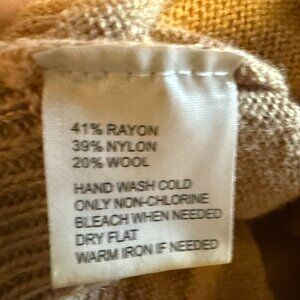 41% RAYON
39% NYLON
20% WOOL
HAND WASH COLD
ONLY NON-CHLORINE
BLEACH WHEN NEEDED
DRY FLAT
WARM IRON IF NEEDED